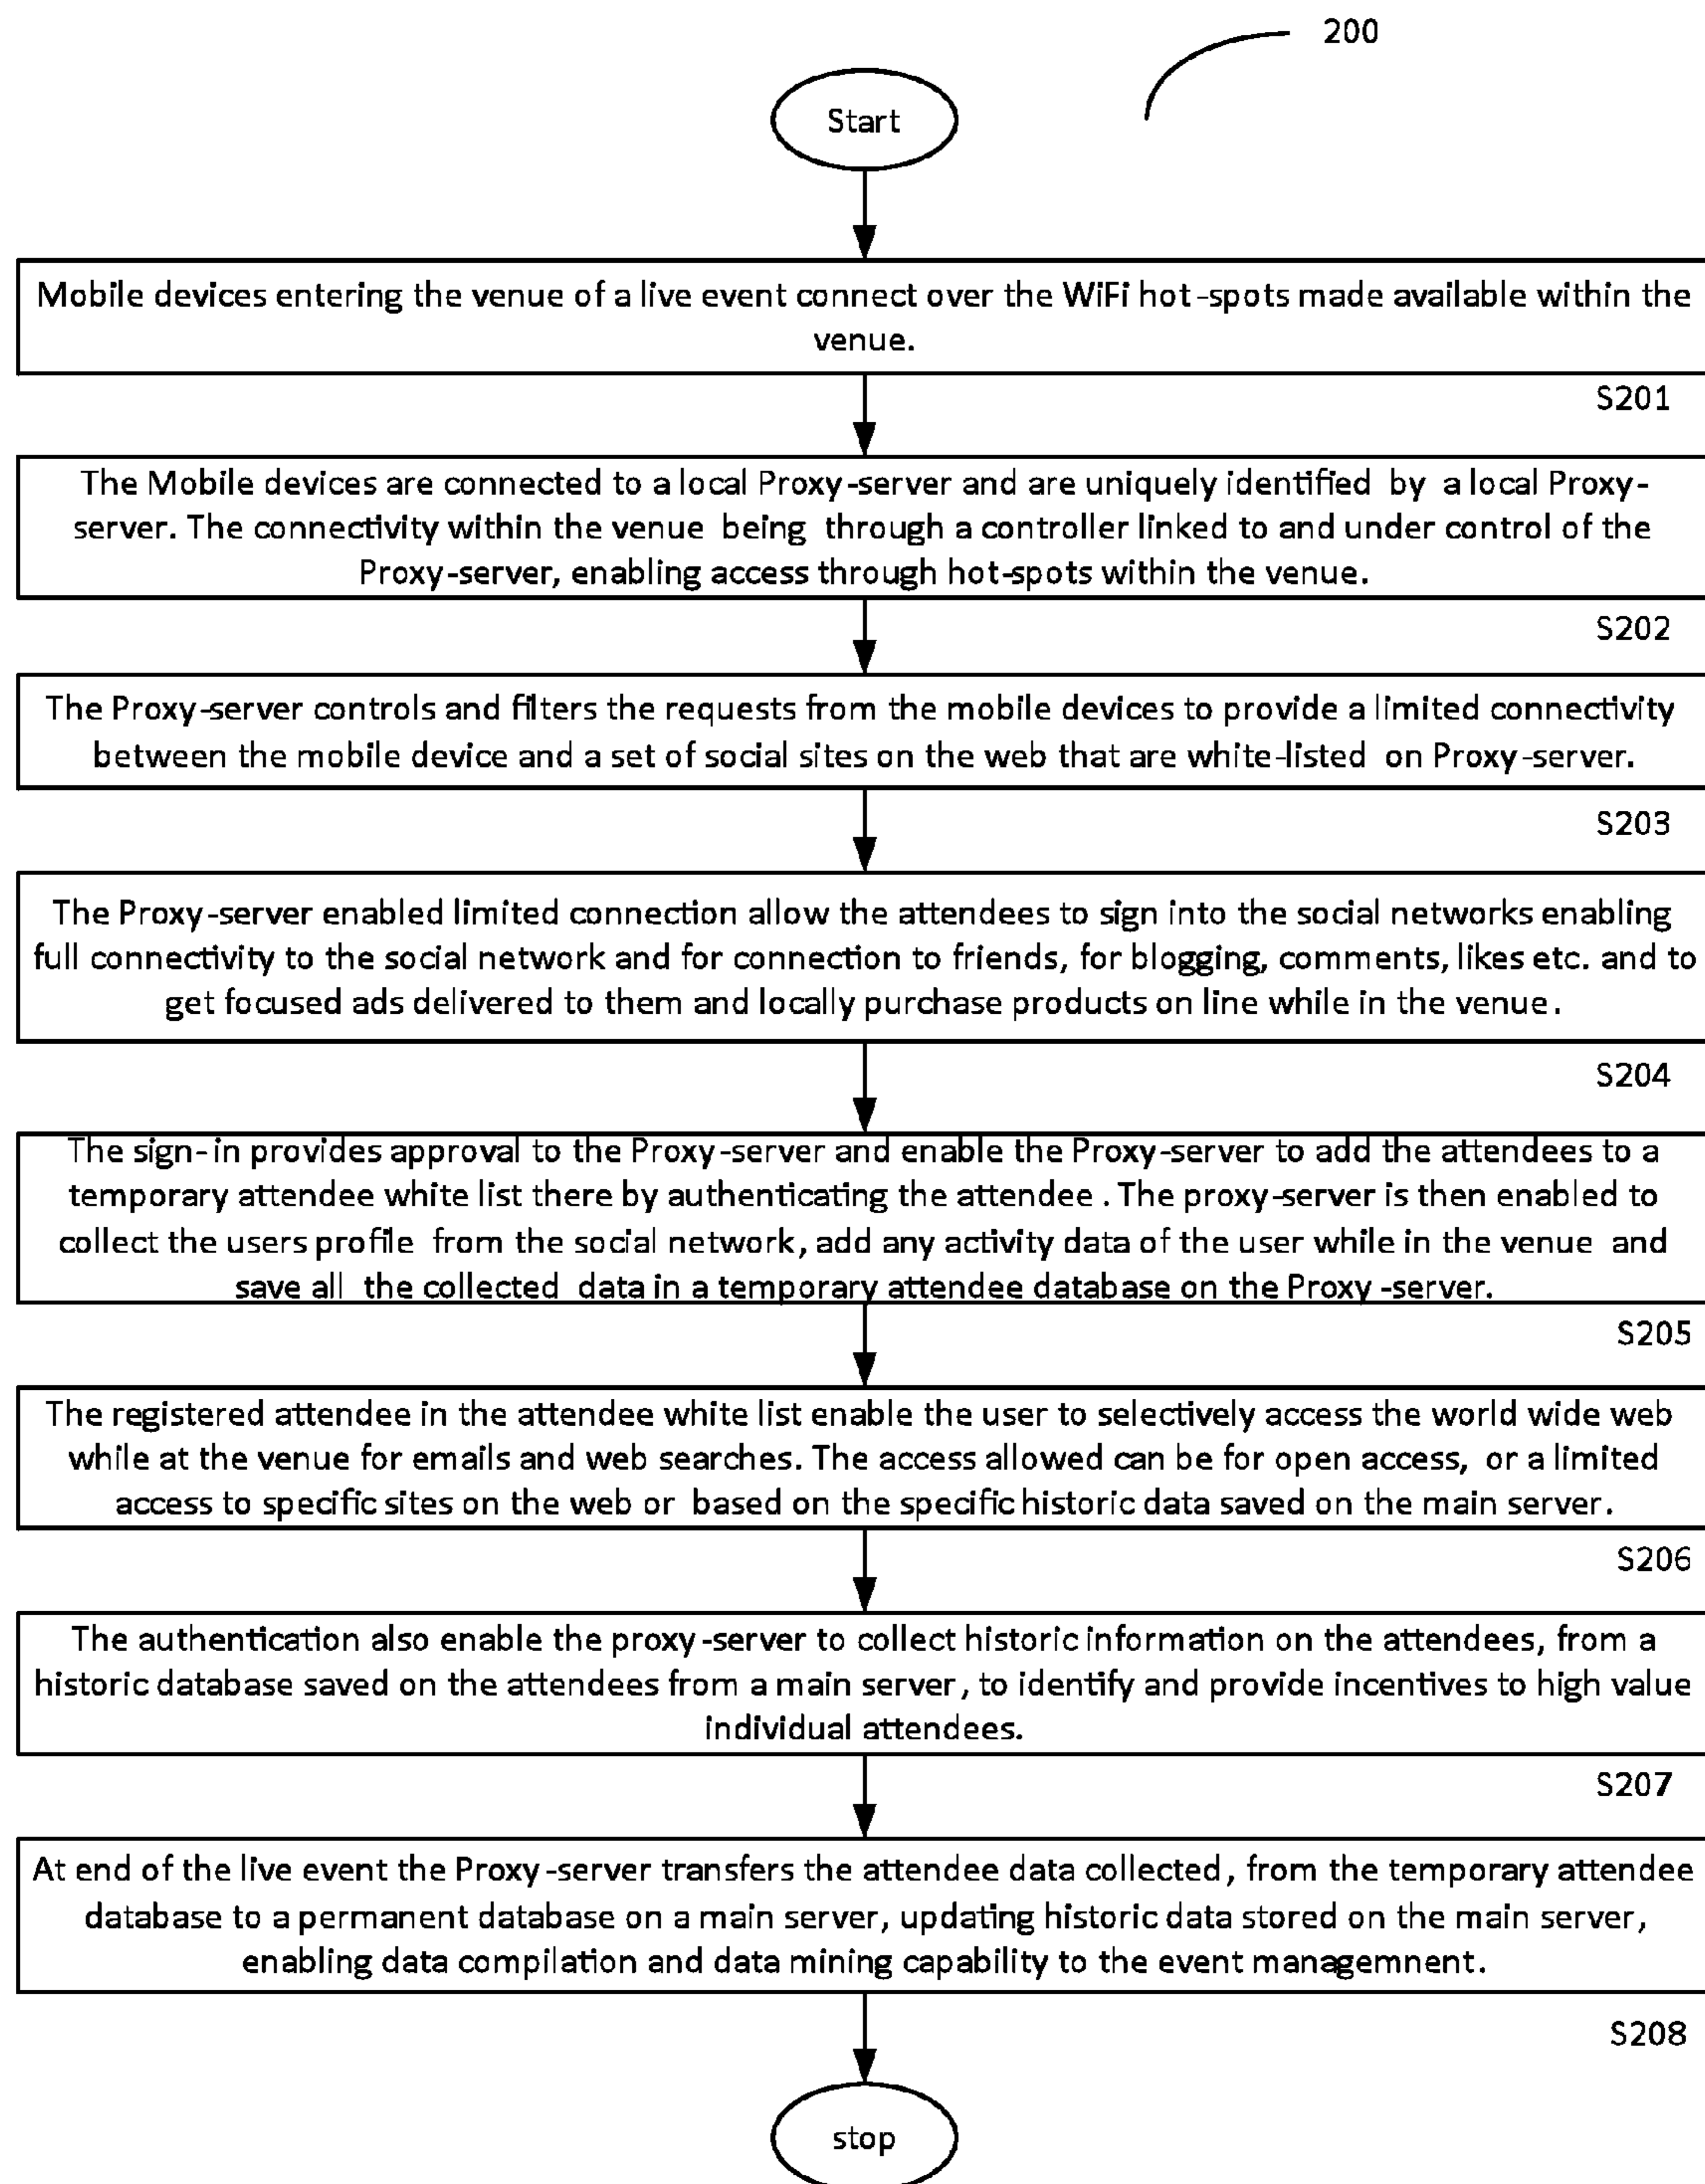 200
Start
Mobile devices entering the venue of a live event connect over the WiFi hot-spots made available within the
venue.
S201
The Mobile devices are connected to a local Proxy-server and are uniquely identified by a local Proxy-
server. The connectivity within the venue being through a controller linked to and under control of the
Proxy-server, enabling access through hot-spots within the venue.
S202
The Proxy-server controls and filters the requests from the mobile devices to provide a limited connectivity
between the mobile device and a set of social sites on the web that are white-listed on Proxy-server.
S203
The Proxy-server enabled limited connection allow the attendees to sign into the social networks enabling
full connectivity to the social network and for connection to friends, for blogging, comments, likes etc. and to
get focused ads delivered to them and locally purchase products on line while in the venue.
S204
The sign-in provides approval to the Proxy-server and enable the Proxy-server to add the attendees to a
temporary attendee white list there by authenticating the attendee . The proxy-server is then enabled to
collect the users profile from the social network, add any activity data of the user while in the venue and
save all the collected data in a temporary attendee database on the Proxy -server.
S205
The registered attendee in the attendee white list enable the user to selectively access the world wide web
while at the venue for emails and web searches. The access allowed can be for open access, or a limited
access to specific sites on the web or based on the specific historic data saved on the main server.
S206
The authentication also enable the proxy-server to collect historic information on the attendees, from a
historic database saved on the attendees from a main server, to identify and provide incentives to high value
individual attendees.
S207
At end of the live event the Proxy-server transfers the attendee data collected, from the temporary attendee
database to a permanent database on a main server, updating historic data stored on the main server,
enabling data compilation and data mining capability to the event managemnent.
S208
stop